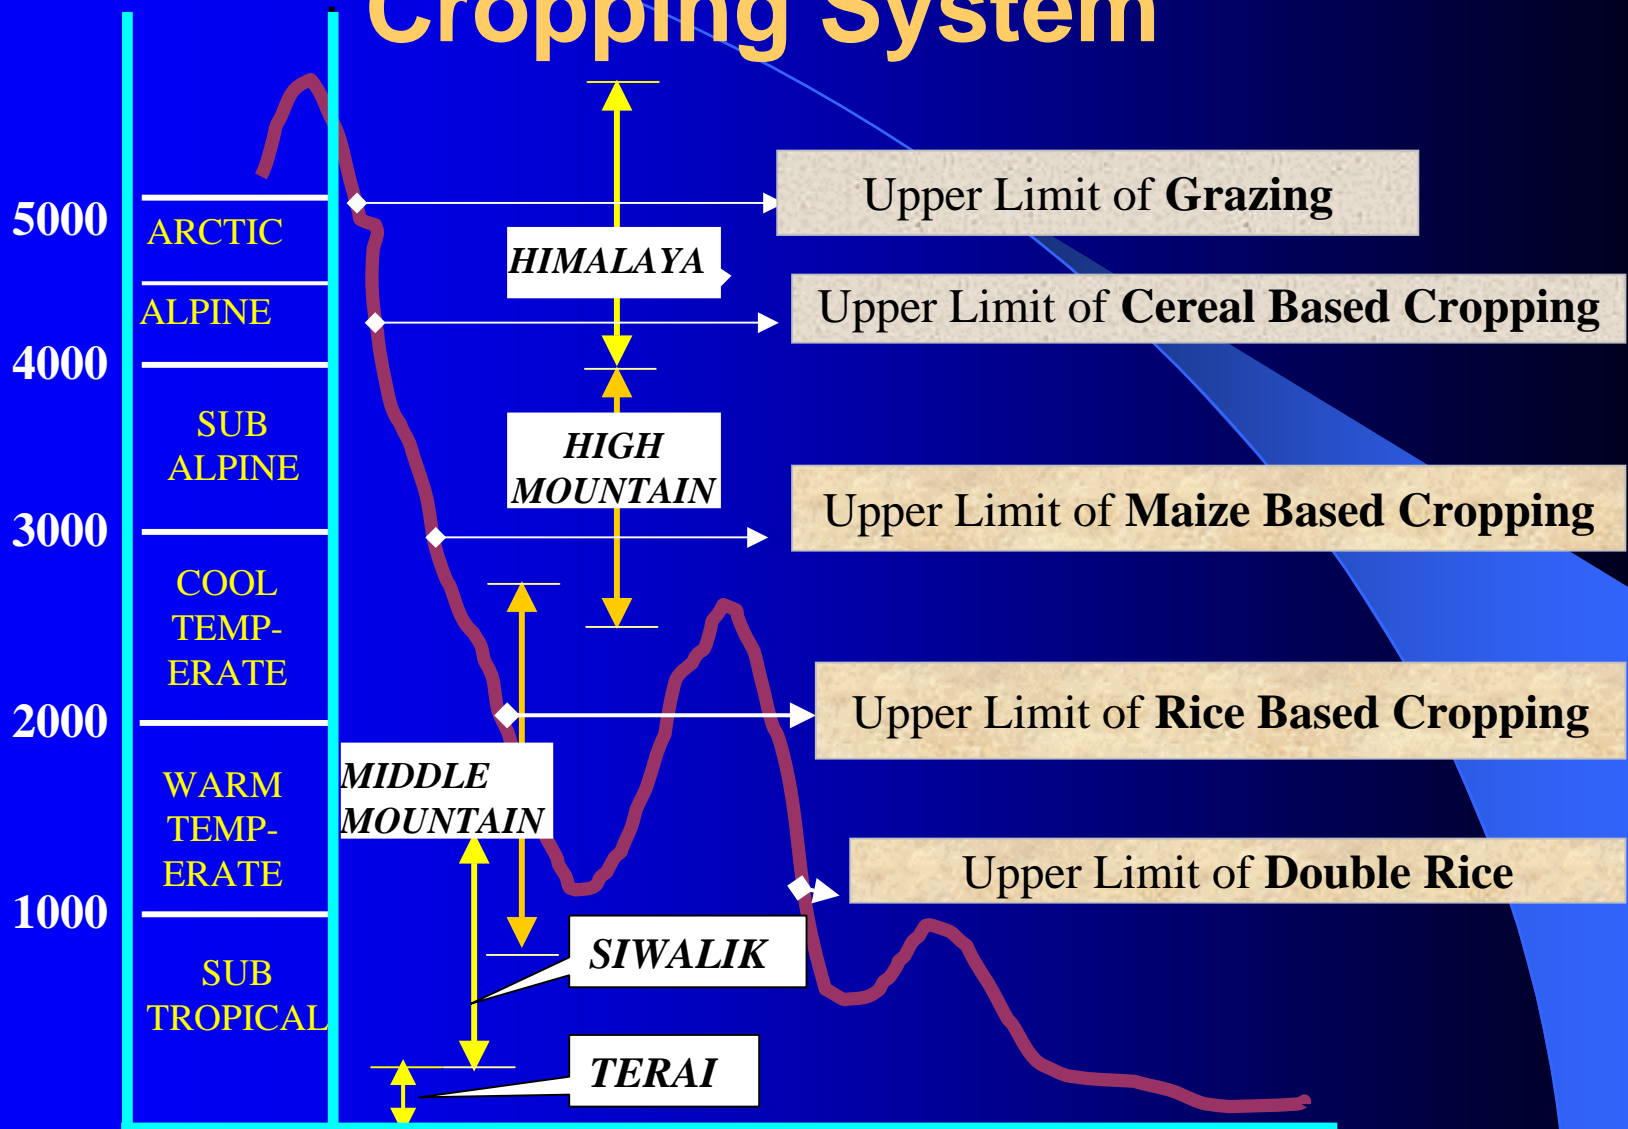 Cropping System
5000
ARCTIC
ALPINE
4000
SUB
ALPINE
3000
COOL
TEMP-
ERATE
2000
WARM
TEMP-
ERATE
1000
SUB
TROPICAL
HIMALAYA
HIGH
MOUNTAIN
MIDDLE
MOUNTAIN
SIWALIK
TERAI
Upper Limit of Grazing
Upper Limit of Cereal Based Cropping
Upper Limit of Maize Based Cropping
Upper Limit of Rice Based Cropping
Upper Limit of Double Rice